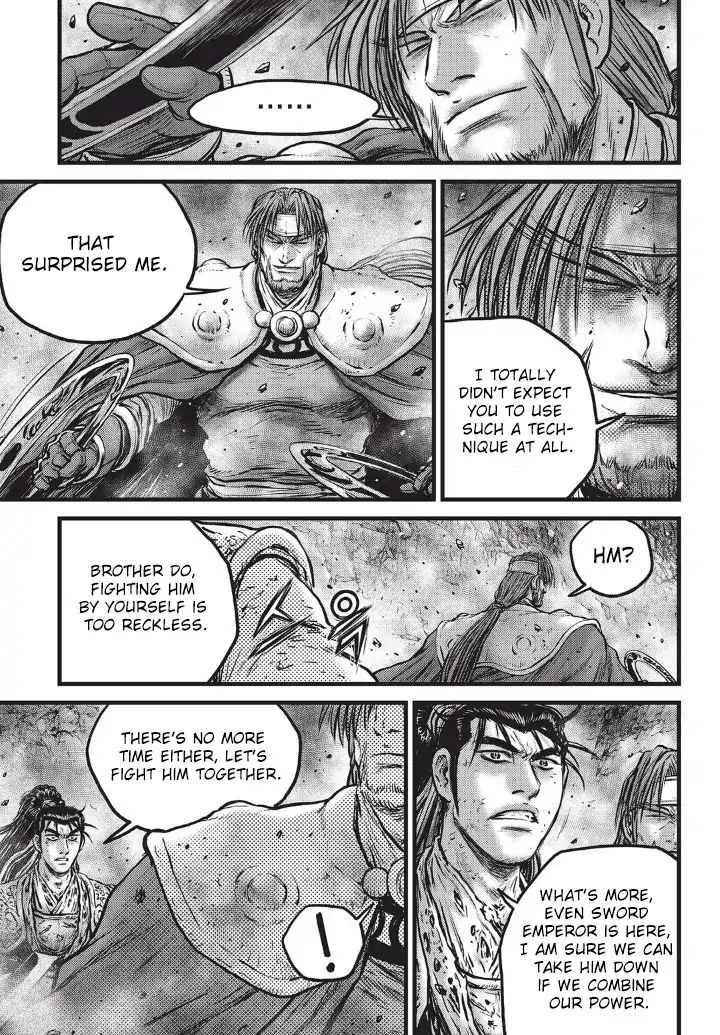 ......
THAT
SURPRISED ME.
I TOTALLY
DIDN'T EXPECT
YOU TO USE
SUCH A TECH-
NIQUE AT ALL.
BROTHER DO,
FIGHTING HIM
BY YOURSELF IS
TOO RECKLESS.
HM?
THERE'S NO MORE
TIME EITHER, LET'S
FIGHT HIM TOGETHER.
!
WHAT'S MORE,
EVEN SWORD
EMPEROR IS HERE,
I AM SURE WE CAN
TAKE HIM DOWN
IF WE COMBINE
OUR POWER.